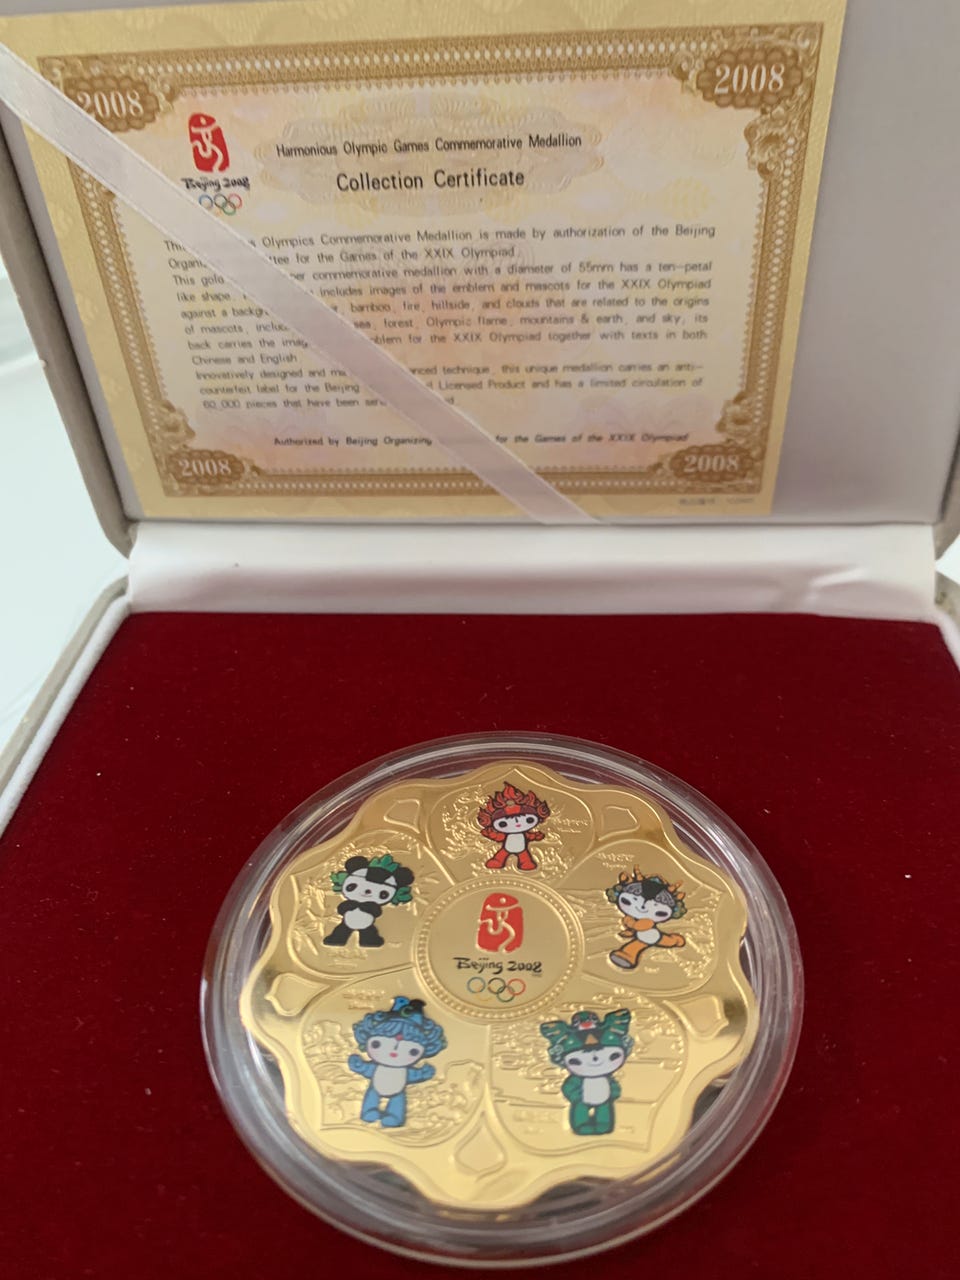 2008
2008
Beijing 2008
Harmonious Olympic Games Commemorative Medallion
Collection Certificate
Olympics Commemorative Medallion is made by authorization of the Beijing
for the Games of the XXIX Olympiad.
This commemorative medallion with a diameter of 55mm has a ten-petal
like shape, includes images of the emblem and mascots for the XXIX Olympiad
against a bamboo, fire, hillside, and clouds that are related to the origins
of mascots, sea, forest, Olympic flame, mountains & earth, and sky, its
back carries the for the XXIX Olympiad together with texts in both
Chinese and English.
Innovatively designed and technique, this unique medallion carries an anti-
counterfeit label for the Beijing Licensed Product and has a limited circulation of
60,000 pieces that have been
Authorized by Beijing Organizing for the Games of the XXIX Olympiad
2008
2008
Beijing 2008